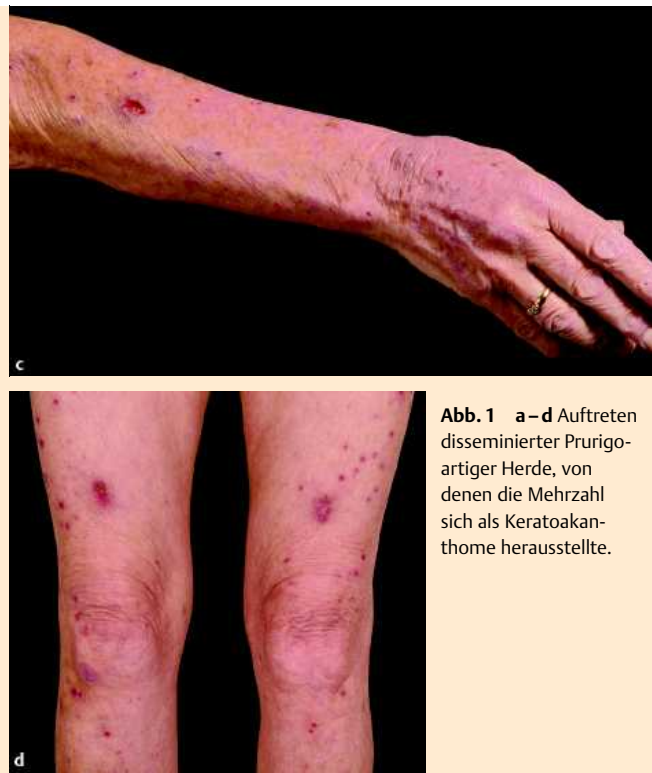 c
Abb. 1 a–d Auftreten
disseminierter Prurigo-
artiger Herde, von
denen die Mehrzahl
sich als Keratoakan-
thome herausstellte.
d